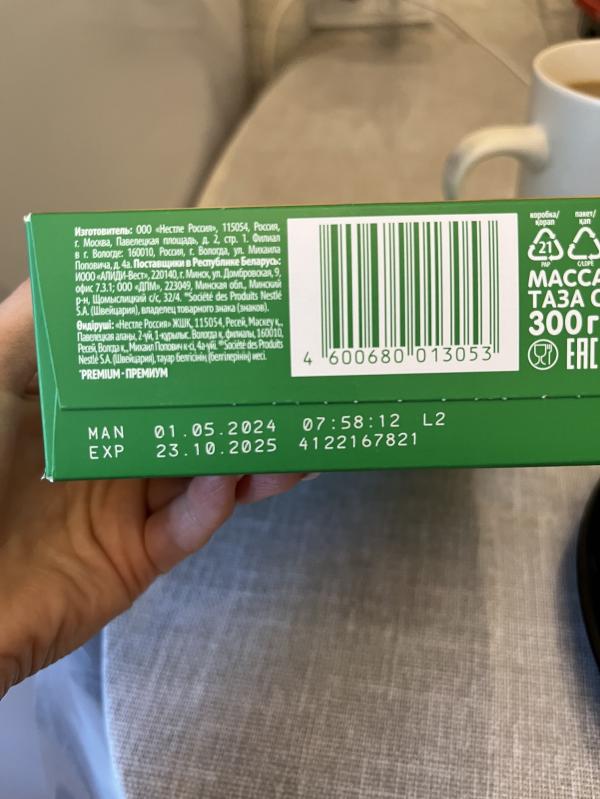 Изготовитель: ООО «Нестле Россия», 115054, Россия,
г. Москва, Павелецкая площадь, д. 2, стр. 1. Филиал
в г. Вологде: 160010, Россия, г. Вологда, ул. Михаила
Поповича, д. 4а. Поставщики в Республике Беларусь:
ИООО «АЛИДИ-Вест», 220140, г. Минск, ул. Домбровская, 9,
офис 7.3.1; ООО «ДПМ», 223049, Минская обл., Минский
р-н, Щомыслицкий с/с, 32/4. *Société des Produits Nestlé
S.A. (Швейцария), владелец товарного знака (знаков).
Өндіруші: «Нестле Россия» ЖШҚ, 115054, Ресей, Мәскеу қ.,
Павелецкая алаңы, 2-үй, 1-құрылыс. Вологда қ. филиалы, 160010,
Ресей, Вологда қ., Михаил Попович к-сі, 4а-үй. *Société des Produits
Nestlé S.A. (Швейцария), тауар белгісінің (белгілерінің) иесі.
*PREMIUM - ПРЕМИУМ
4 600680 013053
коробка/ пакет/
қорап қап
21
PAP C/LDPE
МАССА
ТАЗА С
300 г
EAC
MAN 01.05.2024 07:58:12 L2
EXP 23.10.2025 4122167821